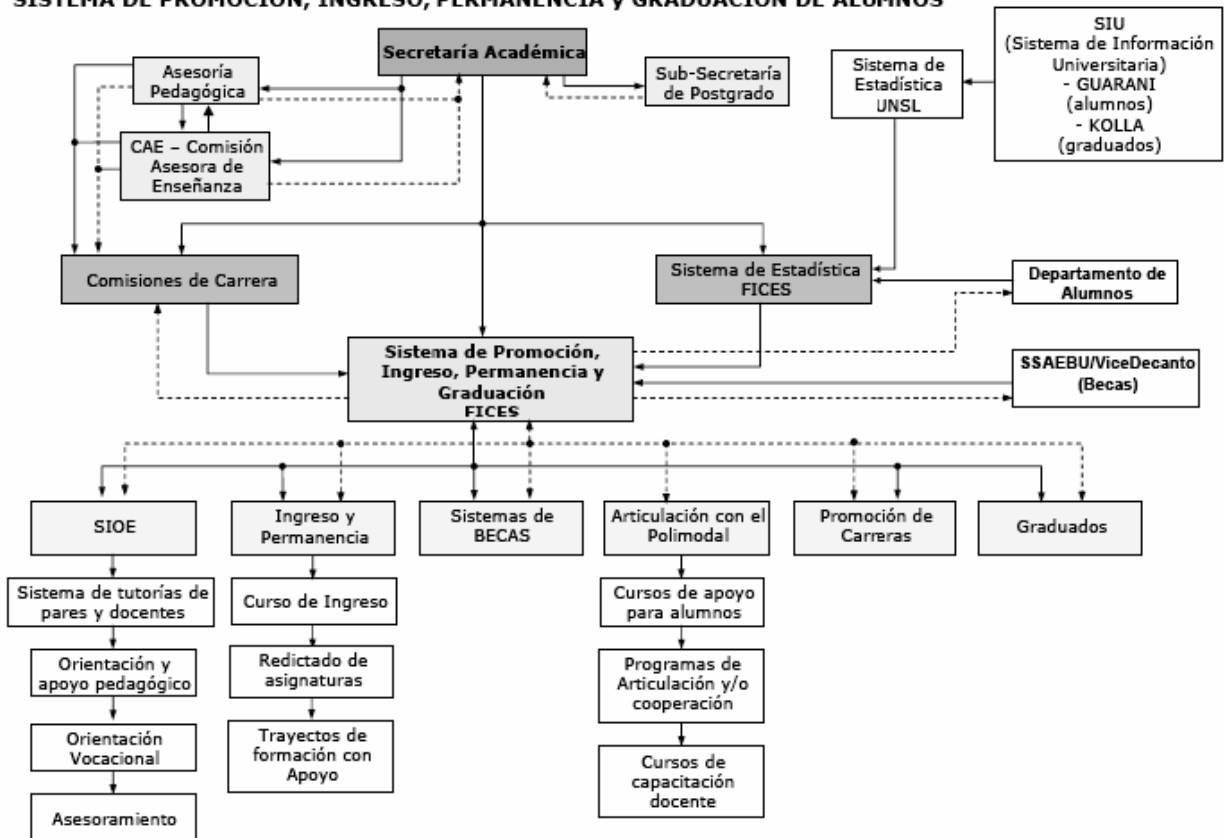 SISTEMA DE PROMOCIÓN, INGRESO, PERMANENCIA y GRADUACIÓN DE ALUMNOS
Secretaría Académica
Asesoría
Pedagógica
Sub-Secretaría
de Postgrado
Sistema de
Estadística
UNSL
SIU
(Sistema de Información
Universitaria)
- GUARANI
(alumnos)
- KOLLA
(graduados)
CAE – Comisión
Asesora de
Enseñanza
Comisiones de Carrera
Sistema de Estadística
FICES
Departamento de
Alumnos
Sistema de Promoción,
Ingreso, Permanencia y
Graduación
FICES
SSAEBU/ViceDecanto
(Becas)
SIOE
Ingreso y
Permanencia
Sistemas de
BECAS
Articulación con el
Polimodal
Promoción de
Carreras
Graduados
Sistema de tutorías de
pares y docentes
Curso de Ingreso
Cursos de apoyo
para alumnos
Orientación y
apoyo pedagógico
Redictado de
asignaturas
Programas de
Articulación y/o
cooperación
Orientación
Vocacional
Trayectos de
formación con
Apoyo
Cursos de
capacitación
docente
Asesoramiento